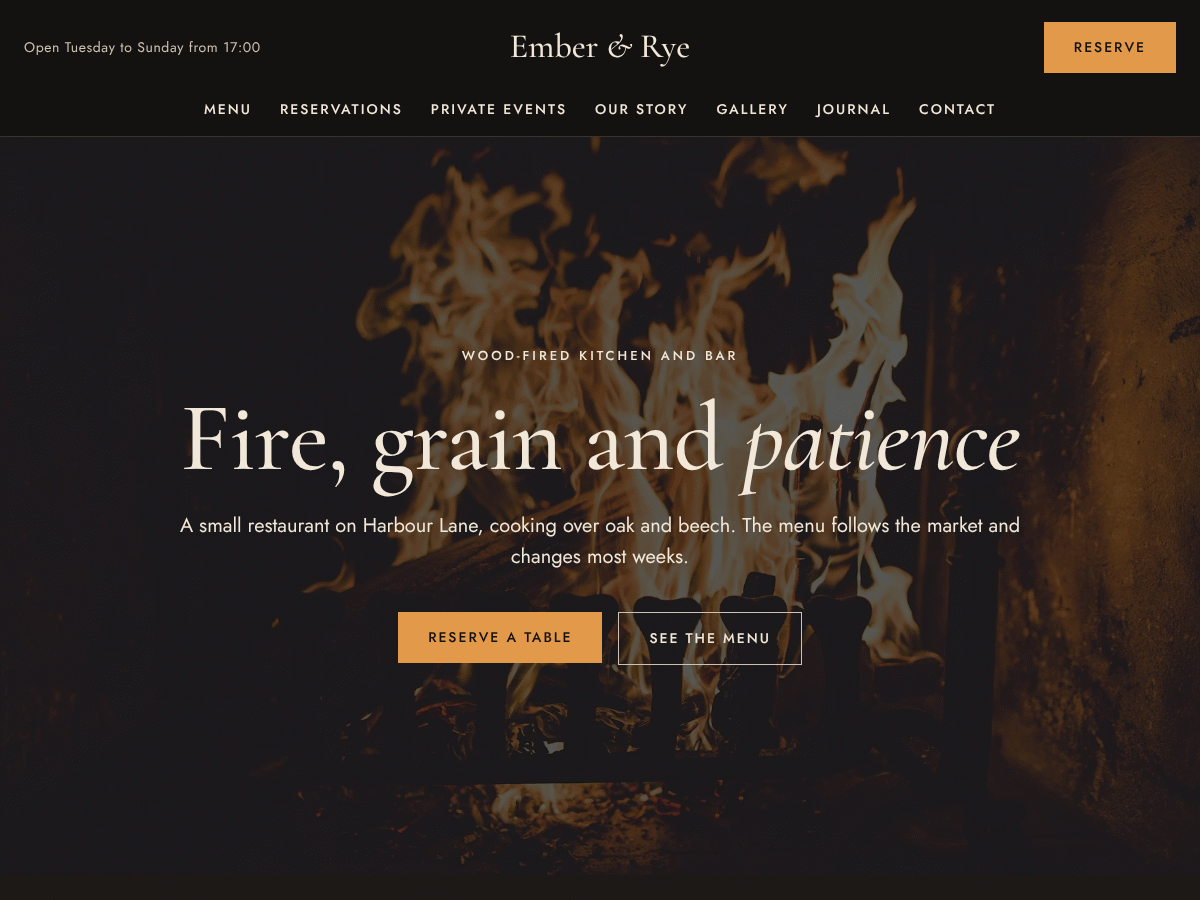 Open Tuesday to Sunday from 17:00
Ember & Rye
RESERVE
MENU RESERVATIONS PRIVATE EVENTS OUR STORY GALLERY JOURNAL CONTACT
WOOD-FIRED KITCHEN AND BAR
Fire, grain and patience
A small restaurant on Harbour Lane, cooking over oak and beech. The menu follows the market and
changes most weeks.
RESERVE A TABLE
SEE THE MENU